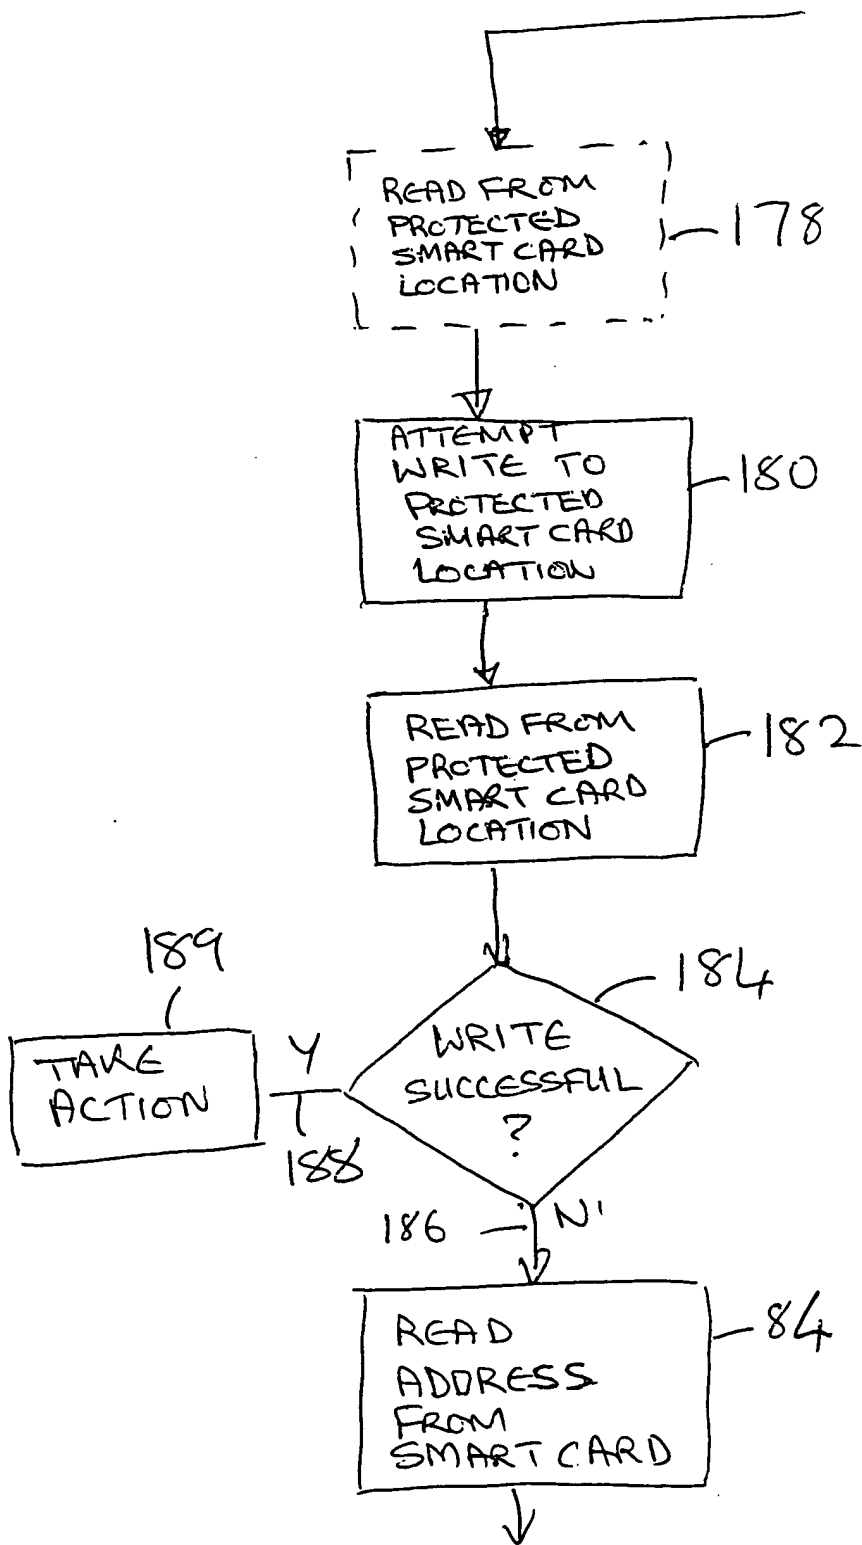 READ FROM
PROTECTED
SMART CARD
LOCATION
178
ATTEMPT
WRITE TO
PROTECTED
SMART CARD
LOCATION
180
READ FROM
PROTECTED
SMART CARD
LOCATION
182
184
WRITE
SUCCESSFUL
?
189
TAKE
ACTION
Y
188
186
N
READ
ADDRESS
FROM
SMART CARD
84